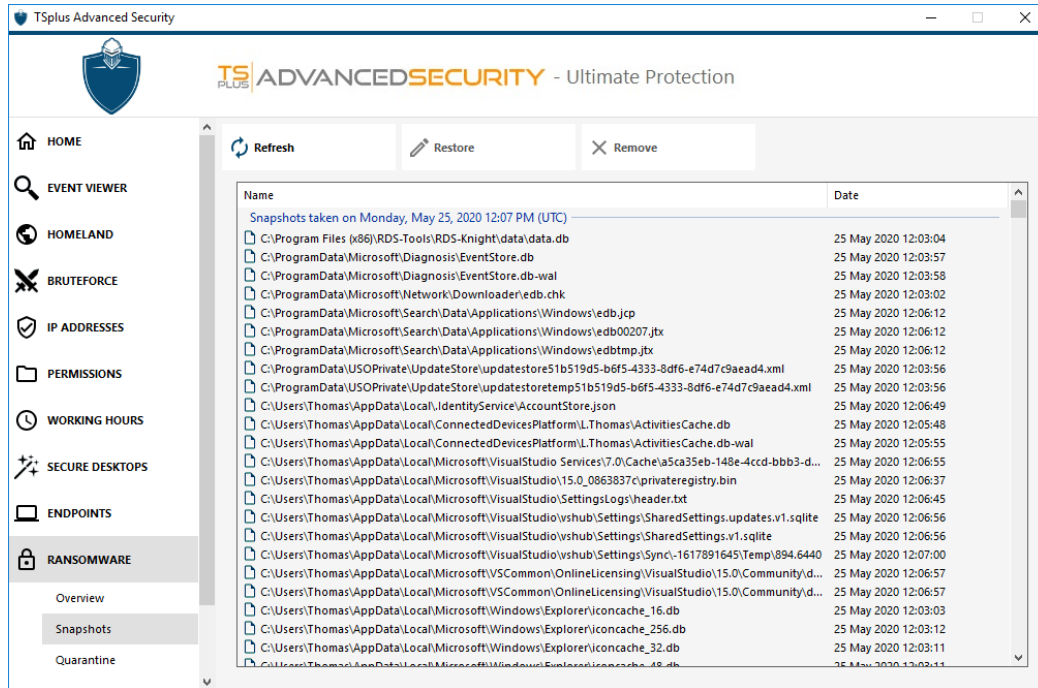 TSplus Advanced Security
TS PLUS ADVANCEDSECURITY - Ultimate Protection
HOME
EVENT VIEWER
HOMELAND
BRUTEFORCE
IP ADDRESSES
PERMISSIONS
WORKING HOURS
SECURE DESKTOPS
ENDPOINTS
RANSOMWARE
Overview
Snapshots
Quarantine
Refresh Restore Remove
Name Date
Snapshots taken on Monday, May 25, 2020 12:07 PM (UTC)
C:\Program Files (x86)\RDS-Tools\RDS-Knight\data\data.db 25 May 2020 12:03:04
C:\ProgramData\Microsoft\Diagnosis\EventStore.db 25 May 2020 12:03:57
C:\ProgramData\Microsoft\Diagnosis\EventStore.db-wal 25 May 2020 12:03:58
C:\ProgramData\Microsoft\Network\Downloader\edb.chk 25 May 2020 12:03:02
C:\ProgramData\Microsoft\Search\Data\Applications\Windows\edb.jcp 25 May 2020 12:06:12
C:\ProgramData\Microsoft\Search\Data\Applications\Windows\edb00207.jtx 25 May 2020 12:06:12
C:\ProgramData\Microsoft\Search\Data\Applications\Windows\edbtmp.jtx 25 May 2020 12:06:12
C:\ProgramData\USOPrivate\UpdateStore\updatestore51b519d5-b6f5-4333-8df6-e74d7c9aead4.xml 25 May 2020 12:03:56
C:\ProgramData\USOPrivate\UpdateStore\updatestoretemp51b519d5-b6f5-4333-8df6-e74d7c9aead4.xml 25 May 2020 12:03:56
C:\Users\Thomas\AppData\Local\.IdentityService\AccountStore.json 25 May 2020 12:06:49
C:\Users\Thomas\AppData\Local\ConnectedDevicesPlatform\L.Thomas\ActivitiesCache.db 25 May 2020 12:05:48
C:\Users\Thomas\AppData\Local\ConnectedDevicesPlatform\L.Thomas\ActivitiesCache.db-wal 25 May 2020 12:05:55
C:\Users\Thomas\AppData\Local\Microsoft\VisualStudio Services\7.0\Cache\a5ca35eb-148e-4ccd-bbb3-d... 25 May 2020 12:06:55
C:\Users\Thomas\AppData\Local\Microsoft\VisualStudio\15.0_0863837c\privateregistry.bin 25 May 2020 12:06:37
C:\Users\Thomas\AppData\Local\Microsoft\VisualStudio\SettingsLogs\header.txt 25 May 2020 12:06:45
C:\Users\Thomas\AppData\Local\Microsoft\VisualStudio\vshub\Settings\SharedSettings.updates.v1.sqlite 25 May 2020 12:06:56
C:\Users\Thomas\AppData\Local\Microsoft\VisualStudio\vshub\Settings\SharedSettings.v1.sqlite 25 May 2020 12:06:56
C:\Users\Thomas\AppData\Local\Microsoft\VisualStudio\vshub\Settings\Sync\-1617891645\Temp\894.6440 25 May 2020 12:07:00
C:\Users\Thomas\AppData\Local\Microsoft\VSCommon\OnlineLicensing\VisualStudio\15.0\Community\d... 25 May 2020 12:06:57
C:\Users\Thomas\AppData\Local\Microsoft\VSCommon\OnlineLicensing\VisualStudio\15.0\Community\d... 25 May 2020 12:06:57
C:\Users\Thomas\AppData\Local\Microsoft\Windows\Explorer\iconcache_16.db 25 May 2020 12:03:03
C:\Users\Thomas\AppData\Local\Microsoft\Windows\Explorer\iconcache_256.db 25 May 2020 12:03:12
C:\Users\Thomas\AppData\Local\Microsoft\Windows\Explorer\iconcache_32.db 25 May 2020 12:03:11
C:\Users\Thomas\AppData\Local\Microsoft\Windows\Explorer\iconcache_48.db 25 May 2020 12:03:11